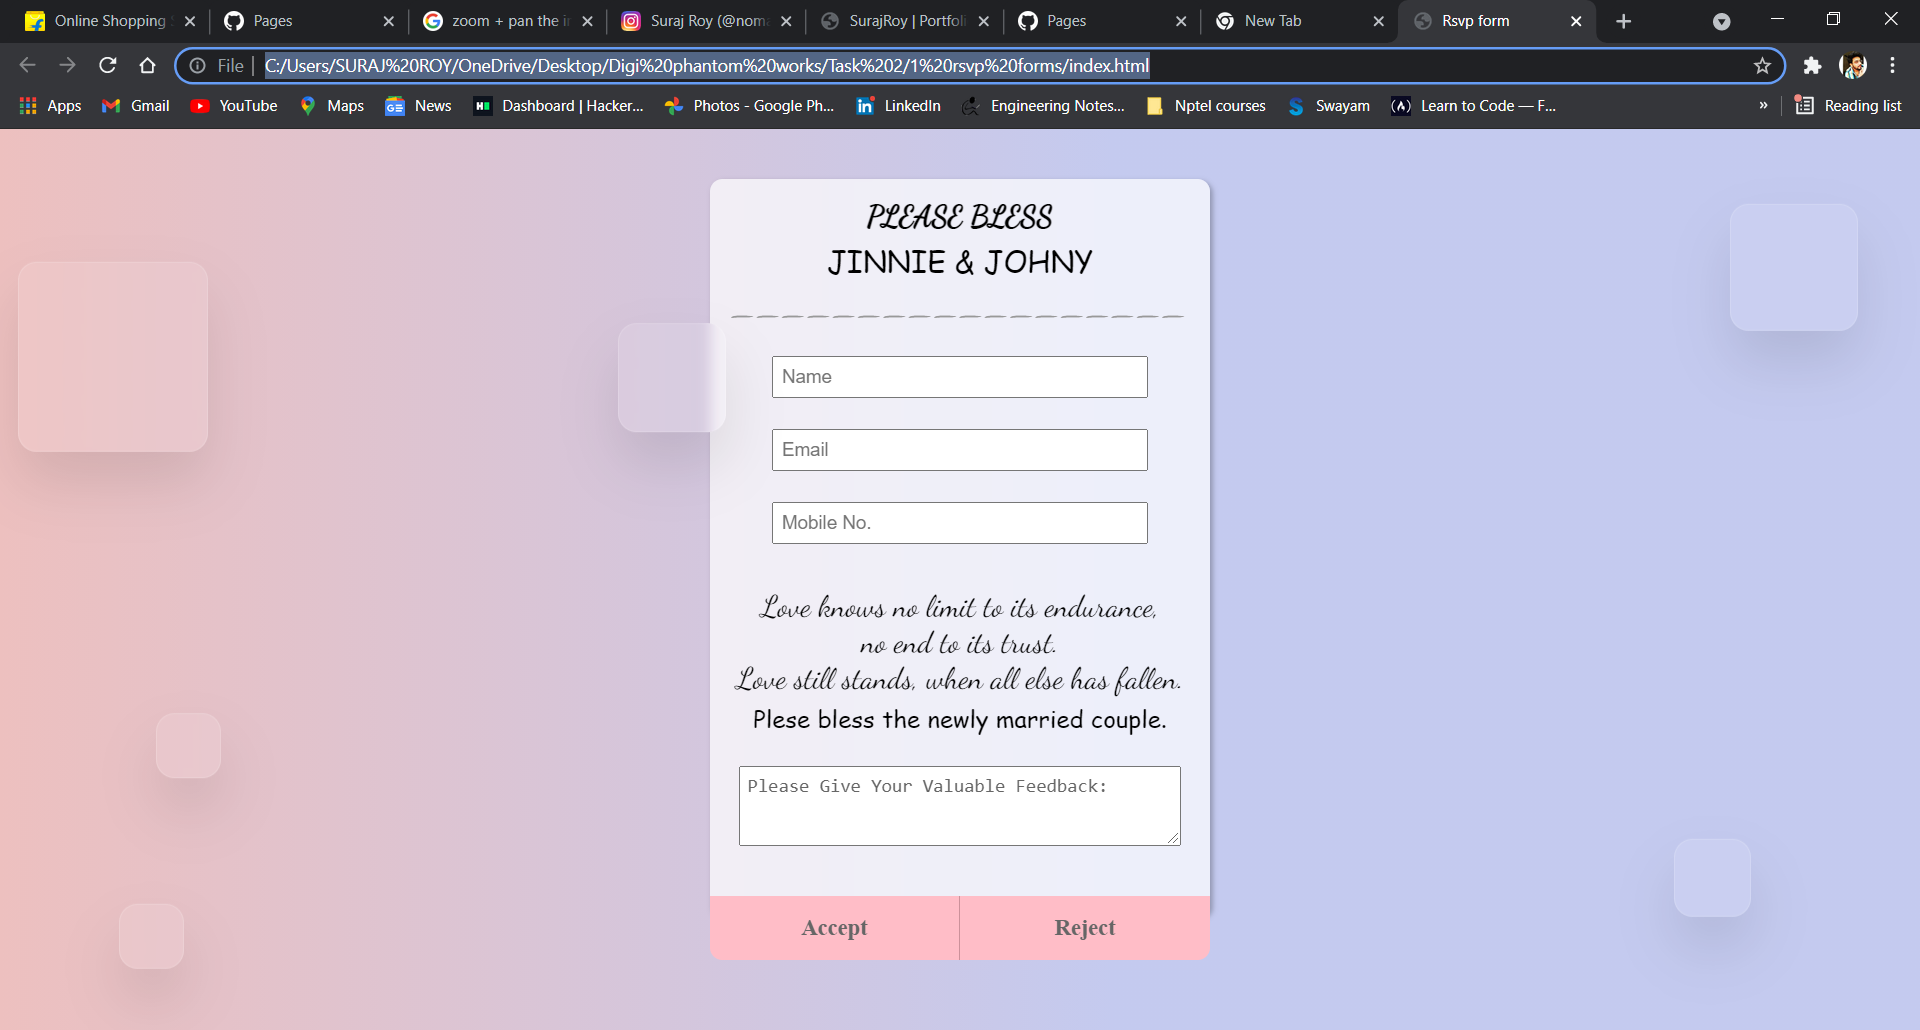 Online Shopping
Pages
zoom + pan the i
Suraj Roy (@nom
SurajRoy | Portfoli
Pages
New Tab
Rsvp form
File
C:/Users/SURAJ%20ROY/OneDrive/Desktop/Digi%20phantom%20works/Task%202/1%20rsvp%20forms/index.html
Apps
Gmail
YouTube
Maps
News
Dashboard | Hacker...
Photos - Google Ph...
LinkedIn
Engineering Notes...
Nptel courses
Swayam
Learn to Code — F...
»
Reading list
PLEASE BLESS
JINNIE & JOHNY
Name
Email
Mobile No.
Love knows no limit to its endurance,
no end to its trust.
Love still stands, when all else has fallen.
Plese bless the newly married couple.
Please Give Your Valuable Feedback:
Accept
Reject